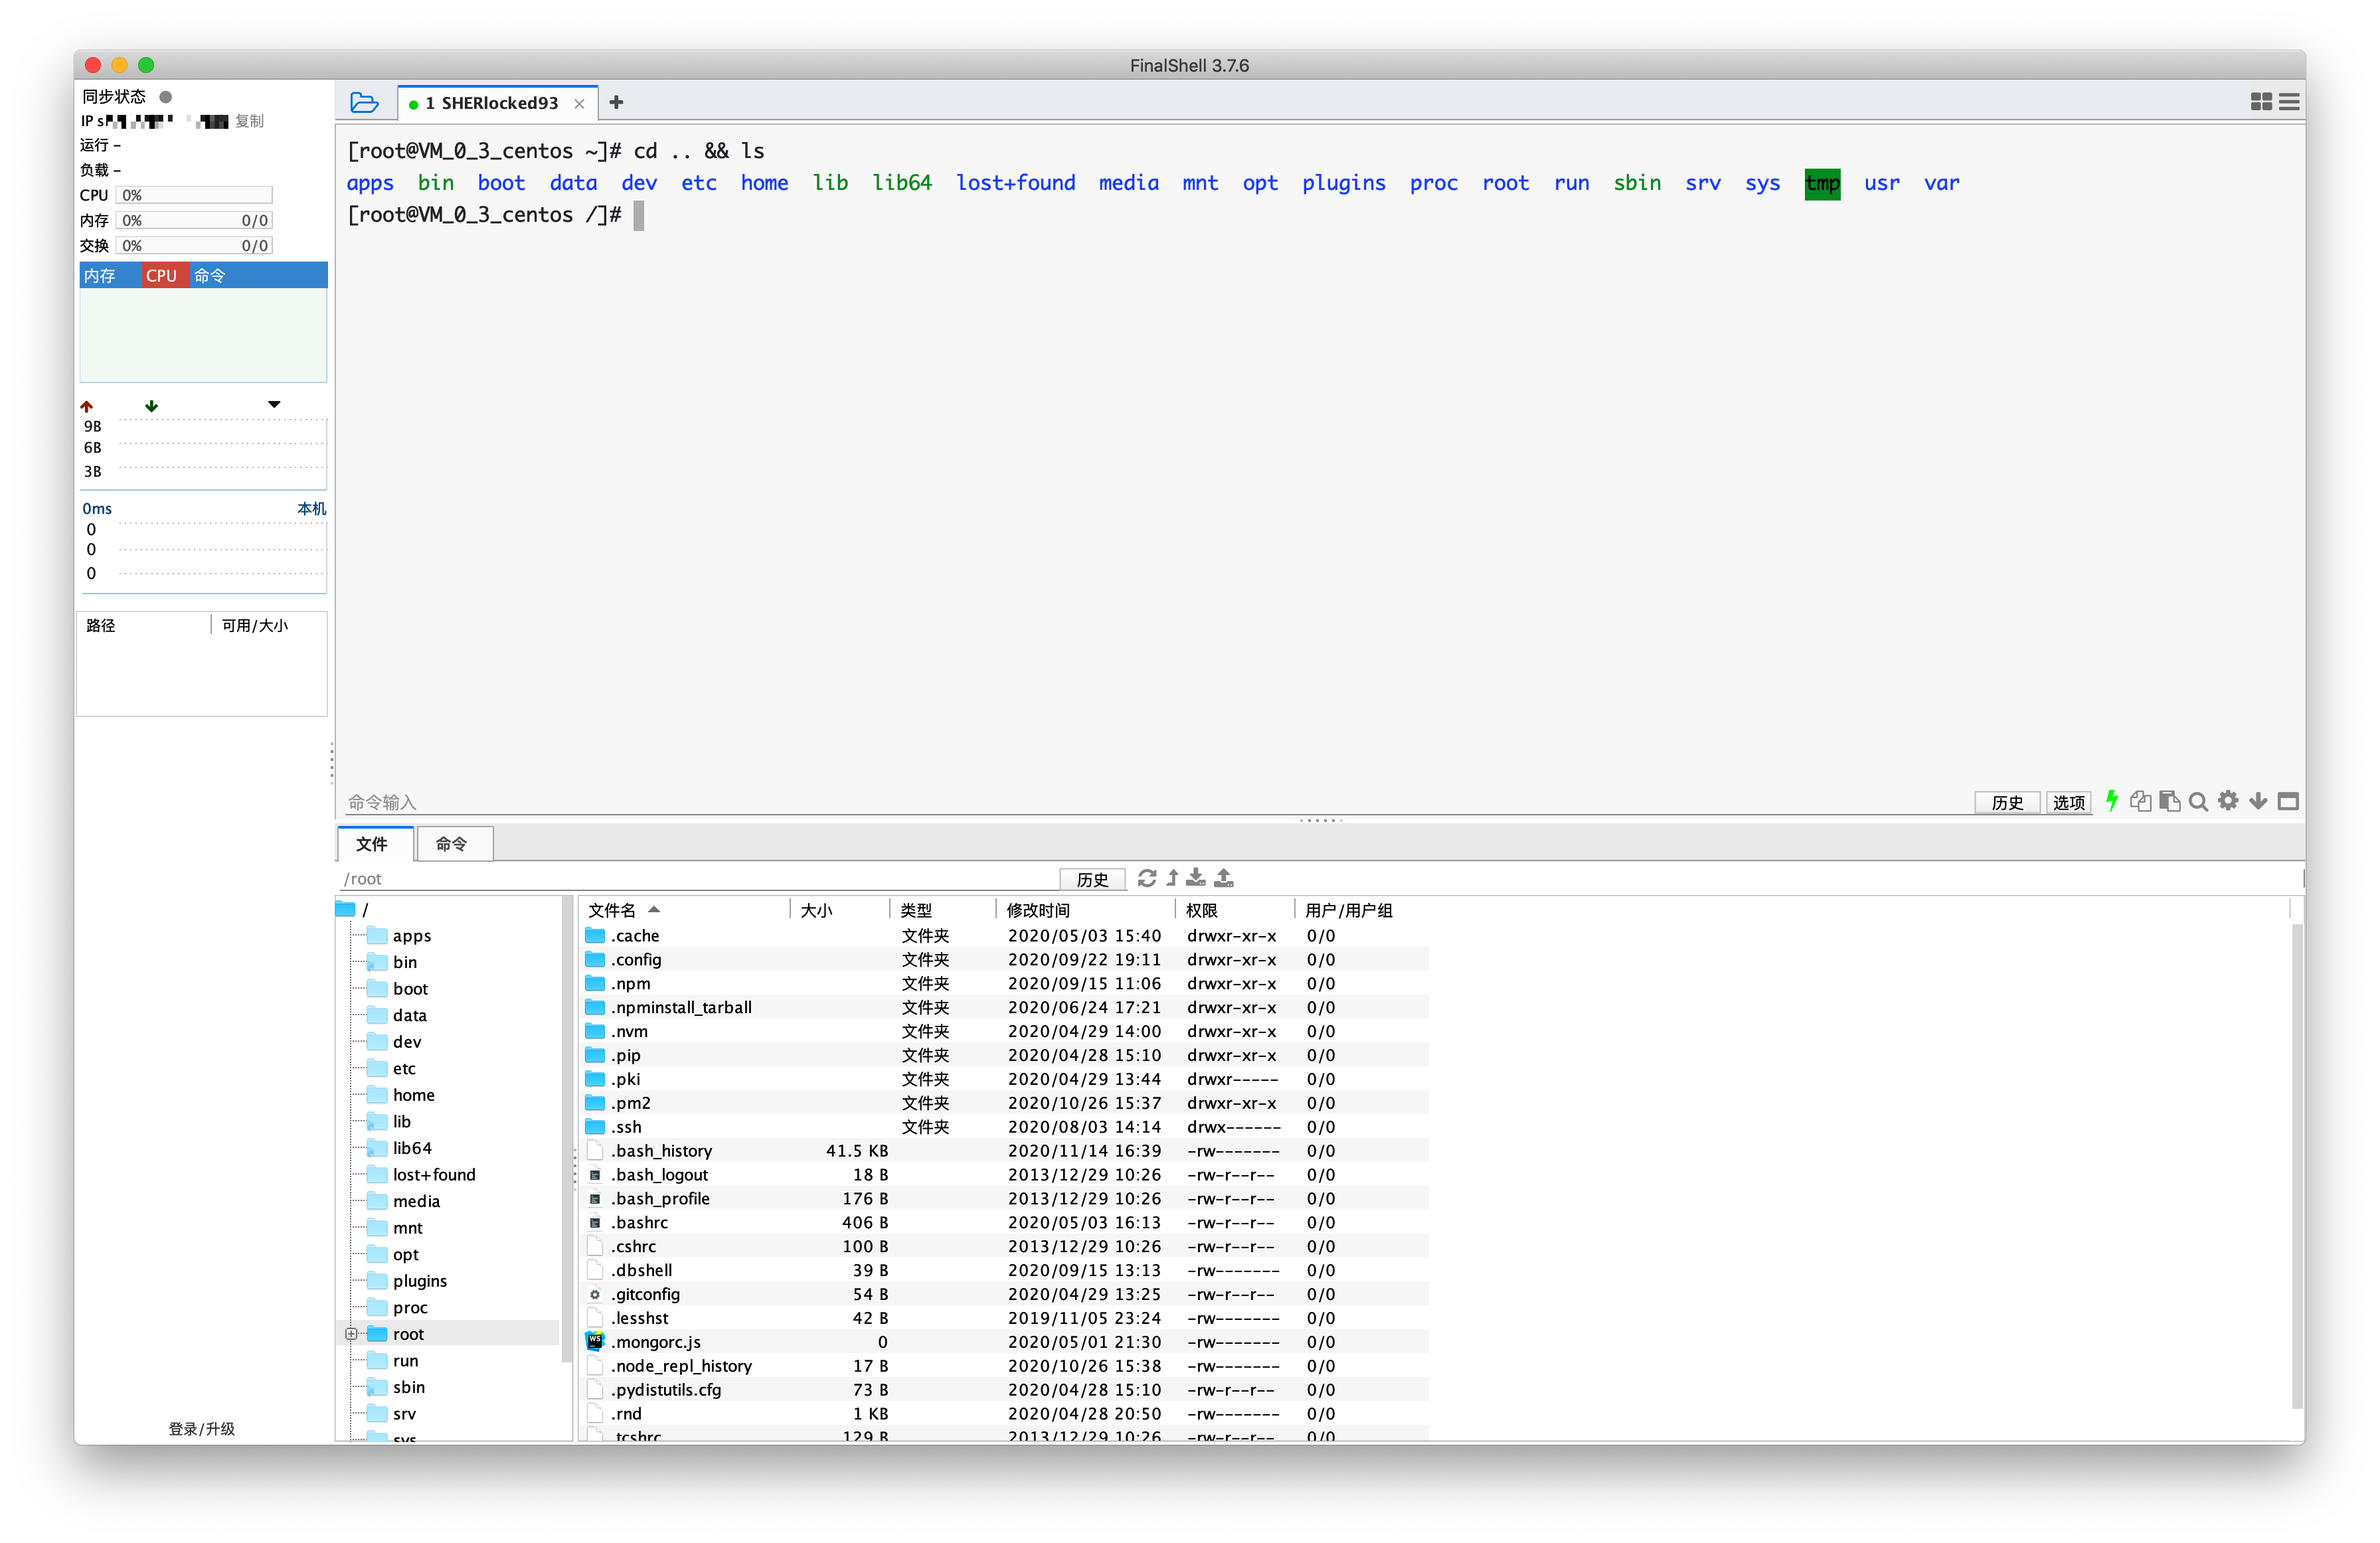 FinalShell 3.7.6
同步状态
IP 复制
运行 –
负载 –
CPU 0%
内存 0% 0/0
交换 0% 0/0
内存 CPU 命令
9B
6B
3B
0ms 本机
0
0
0
路径 可用/大小
登录/升级
1 SHERlocked93
[root@VM_0_3_centos ~]# cd .. && ls
apps bin boot data dev etc home lib lib64 lost+found media mnt opt plugins proc root run sbin srv sys tmp usr var
[root@VM_0_3_centos /]#
命令输入 历史 选项
文件 命令
/root 历史
/
apps
bin
boot
data
dev
etc
home
lib
lib64
lost+found
media
mnt
opt
plugins
proc
root
run
sbin
srv
sys
文件名 大小 类型 修改时间 权限 用户/用户组
.cache 文件夹 2020/05/03 15:40 drwxr-xr-x 0/0
.config 文件夹 2020/09/22 19:11 drwxr-xr-x 0/0
.npm 文件夹 2020/09/15 11:06 drwxr-xr-x 0/0
.npminstall_tarball 文件夹 2020/06/24 17:21 drwxr-xr-x 0/0
.nvm 文件夹 2020/04/29 14:00 drwxr-xr-x 0/0
.pip 文件夹 2020/04/28 15:10 drwxr-xr-x 0/0
.pki 文件夹 2020/04/29 13:44 drwxr----- 0/0
.pm2 文件夹 2020/10/26 15:37 drwxr-xr-x 0/0
.ssh 文件夹 2020/08/03 14:14 drwx------ 0/0
.bash_history 41.5 KB 2020/11/14 16:39 -rw------- 0/0
.bash_logout 18 B 2013/12/29 10:26 -rw-r--r-- 0/0
.bash_profile 176 B 2013/12/29 10:26 -rw-r--r-- 0/0
.bashrc 406 B 2020/05/03 16:13 -rw-r--r-- 0/0
.cshrc 100 B 2013/12/29 10:26 -rw-r--r-- 0/0
.dbshell 39 B 2020/09/15 13:13 -rw------- 0/0
.gitconfig 54 B 2020/04/29 13:25 -rw-r--r-- 0/0
.lesshst 42 B 2019/11/05 23:24 -rw------- 0/0
.mongorc.js 0 2020/05/01 21:30 -rw------- 0/0
.node_repl_history 17 B 2020/10/26 15:38 -rw------- 0/0
.pydistutils.cfg 73 B 2020/04/28 15:10 -rw-r--r-- 0/0
.rnd 1 KB 2020/04/28 20:50 -rw------- 0/0
.tcshrc 129 B 2013/12/29 10:26 -rw-r--r-- 0/0